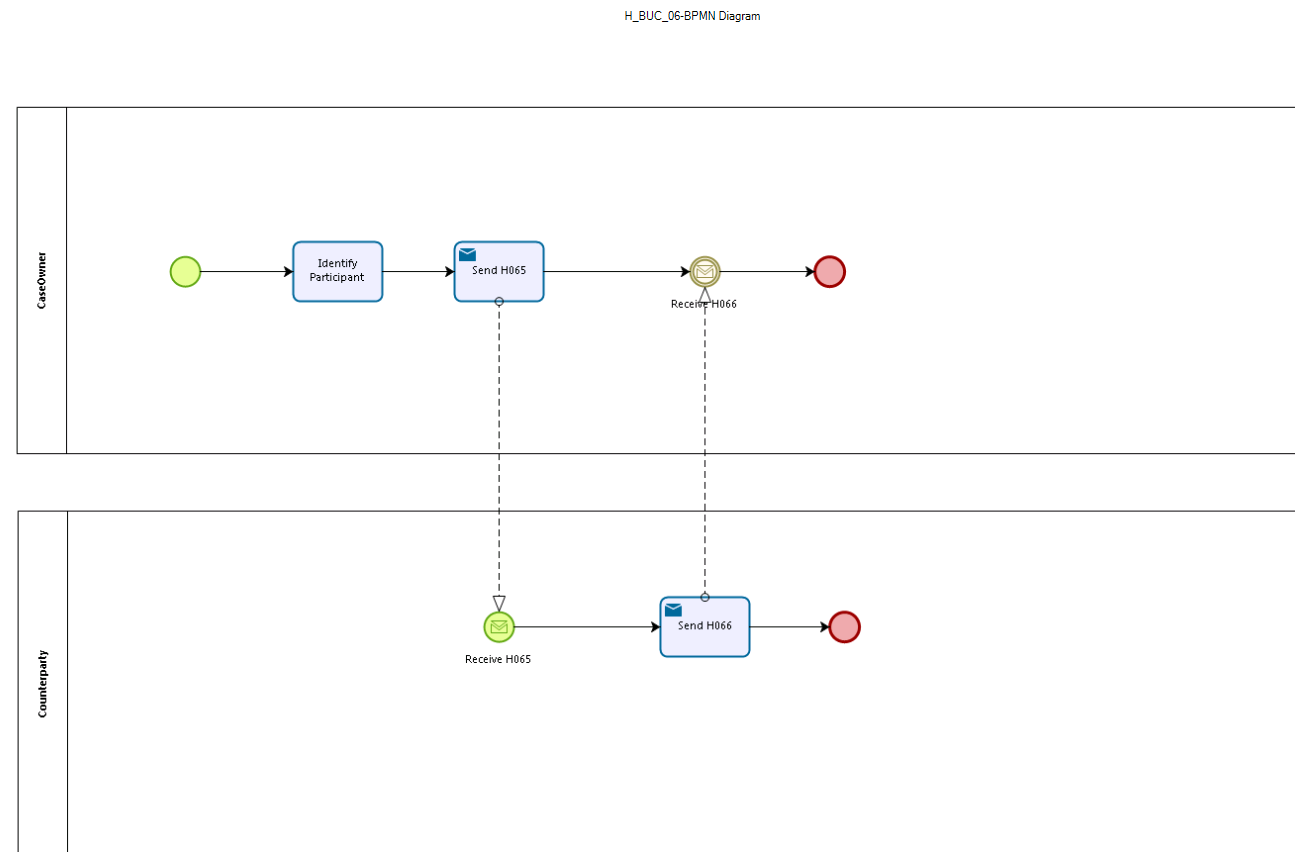 H_BUC_06-BPMN Diagram
CaseOwner
Identify
Participant
Send H065
Receive H066
Counterparty
Receive H065
Send H066